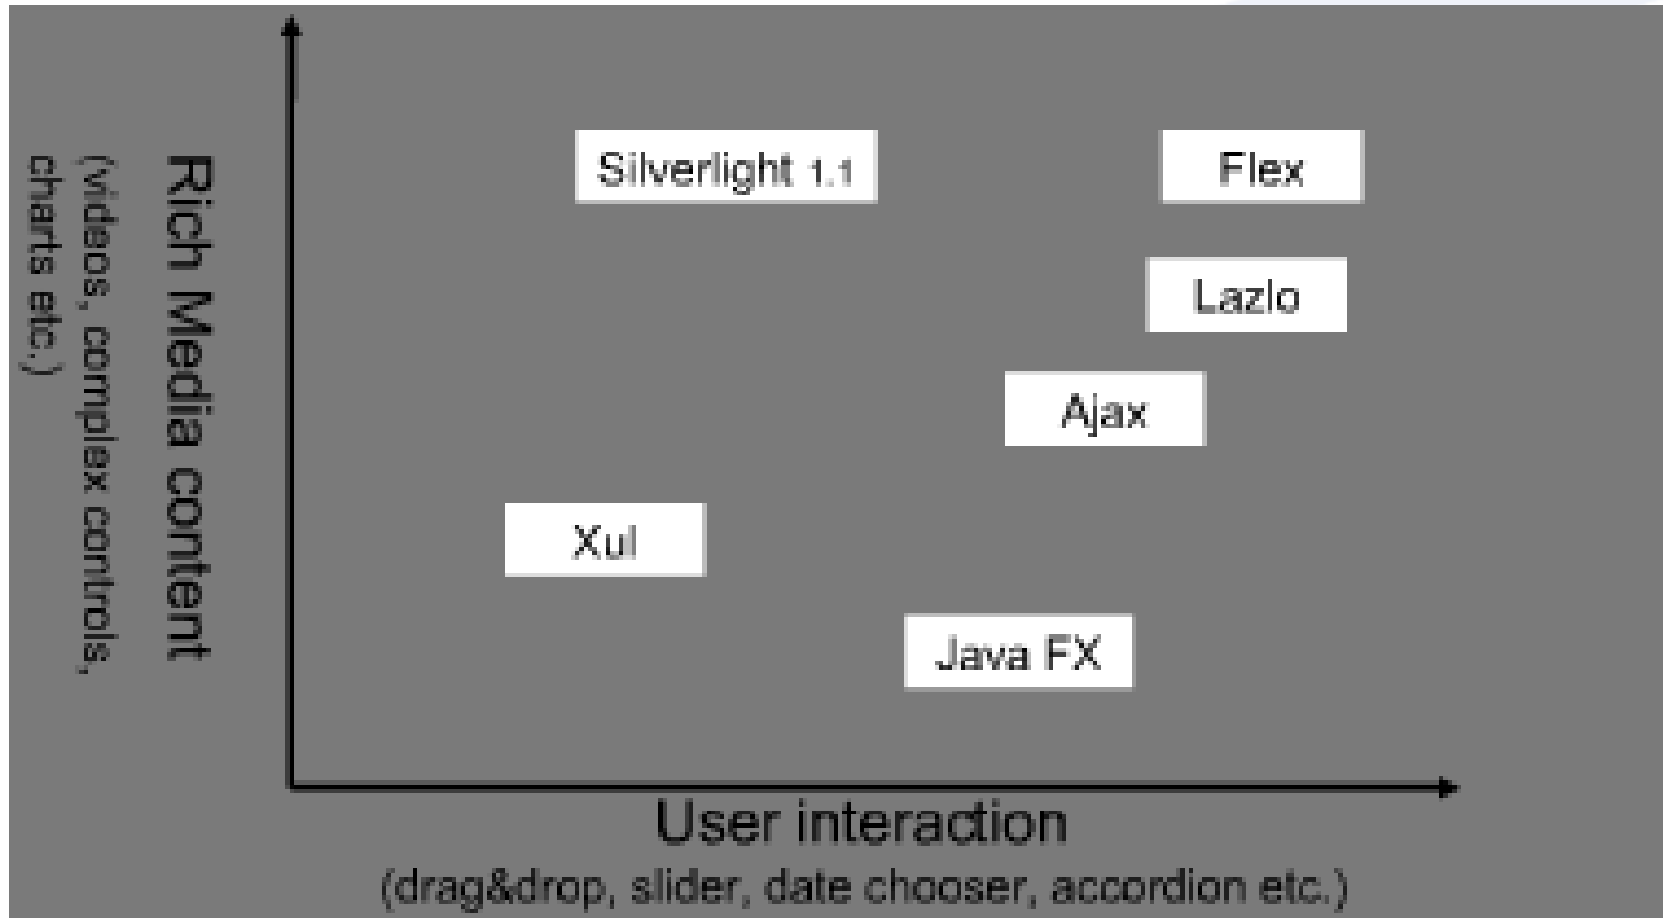 Rich Media content
(videos, complex controls,
charts etc.)
Silverlight 1.1
Flex
Lazlo
Ajax
Xul
Java FX
User interaction
(drag&drop, slider, date chooser, accordion etc.)